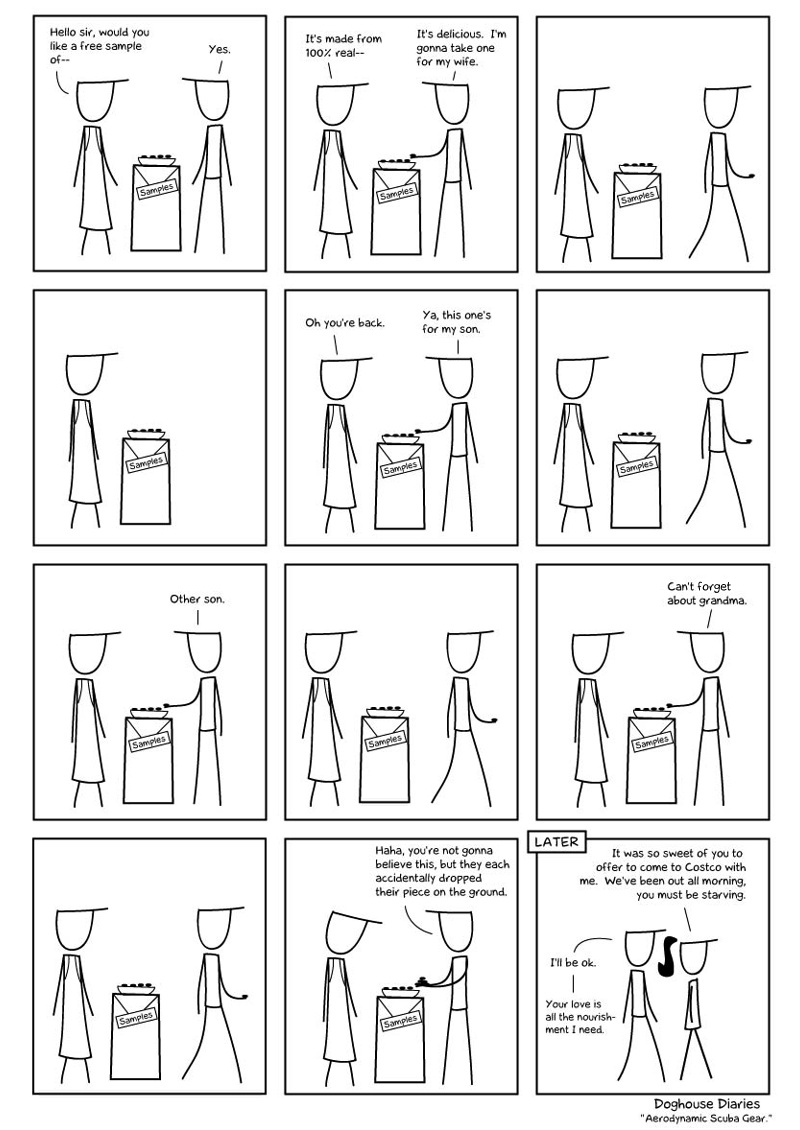 Hello sir, would you
like a free sample
of--
Yes.
Samples
It's made from
100% real--
It's delicious. I'm
gonna take one
for my wife.
Samples
Samples
Samples
Oh you're back.
Ya, this one's
for my son.
Samples
Samples
Other son.
Samples
Samples
Can't forget
about grandma.
Samples
Samples
Haha, you're not gonna
believe this, but they each
accidentally dropped
their piece on the ground.
Samples
LATER
It was so sweet of you to
offer to come to Costco with
me. We've been out all morning,
you must be starving.
I'll be ok.
Your love is
all the nourish-
ment I need.
Doghouse Diaries
"Aerodynamic Scuba Gear."